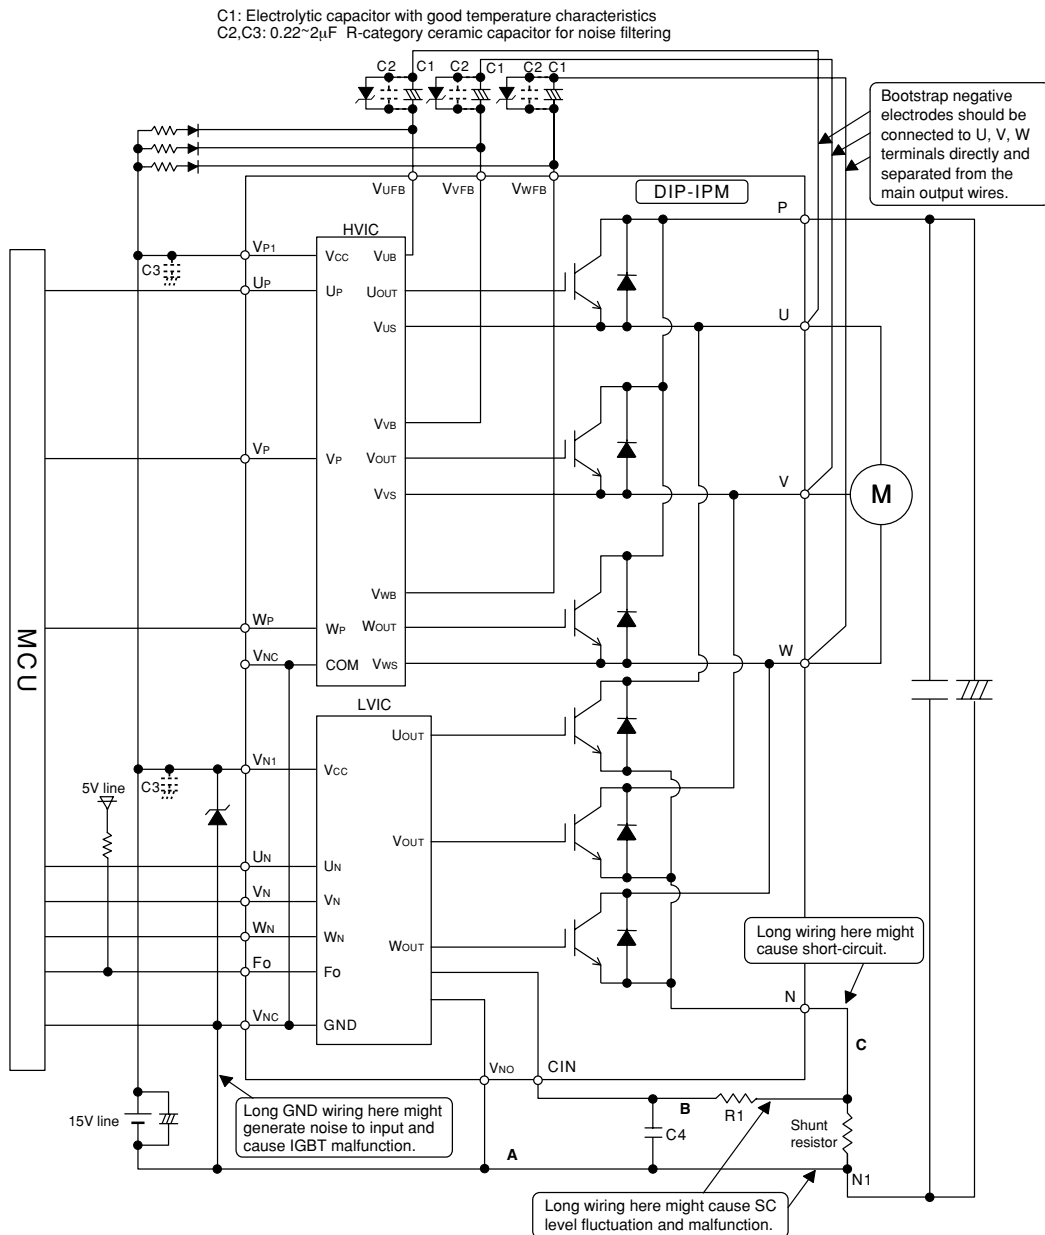 C1: Electrolytic capacitor with good temperature characteristics
C2,C3: 0.22~2μF R-category ceramic capacitor for noise filtering
C2 C1 C2 C1 C2 C1
Bootstrap negative
electrodes should be
connected to U, V, W
terminals directly and
separated from the
main output wires.
VUFB VVFB VWFB
DIP-IPM
P
HVIC
VP1 VCC VUB
C3
UP UP UOUT
U
VUS
VVB
VP VP VOUT
V
VVS
M
VWB
WP WP WOUT
W
VNC COM VWS
MCU
LVIC
UOUT
VN1 VCC
C3
5V line
VOUT
UN UN
VN VN
WN WN WOUT
Long wiring here might
cause short-circuit.
Fo Fo
N
VNC GND
C
VNO CIN
15V line
Long GND wiring here might
generate noise to input and
cause IGBT malfunction.
B
R1
C4
Shunt
resistor
A
N1
Long wiring here might cause SC
level fluctuation and malfunction.